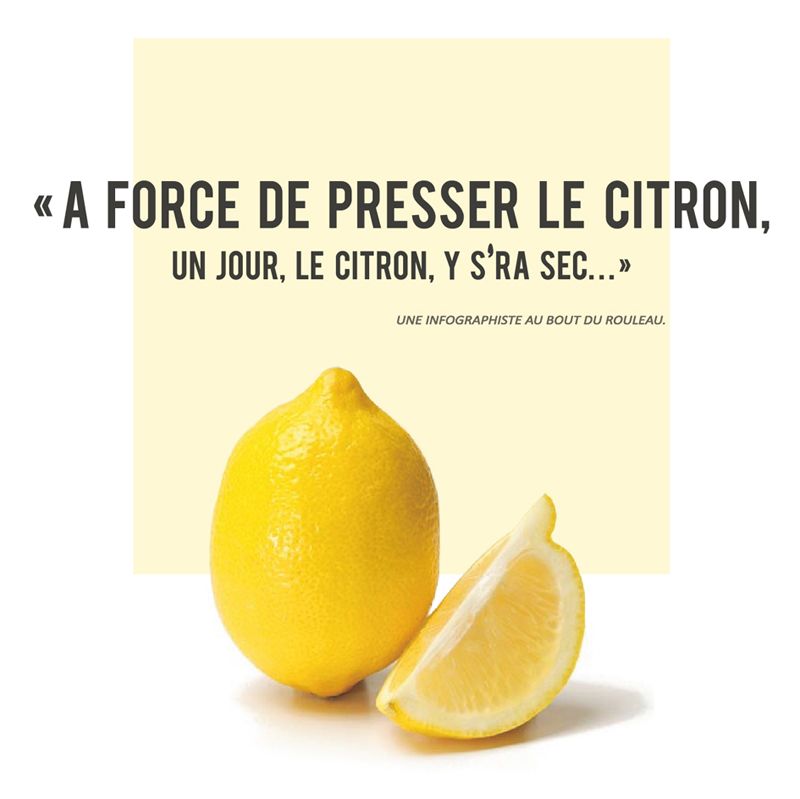 « A FORCE DE PRESSER LE CITRON,
UN JOUR, LE CITRON, Y S'RA SEC...»
UNE INFOGRAPHISTE AU BOUT DU ROULEAU.